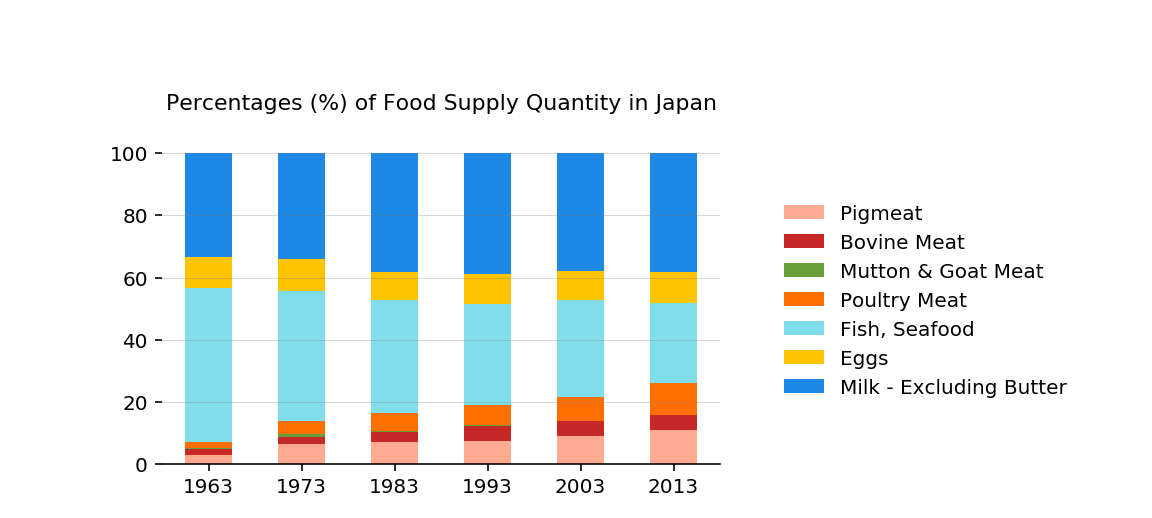 Percentages (%) of Food Supply Quantity in Japan
100
80
60
40
20
0
1963 1973 1983 1993 2003 2013
Pigmeat
Bovine Meat
Mutton & Goat Meat
Poultry Meat
Fish, Seafood
Eggs
Milk - Excluding Butter